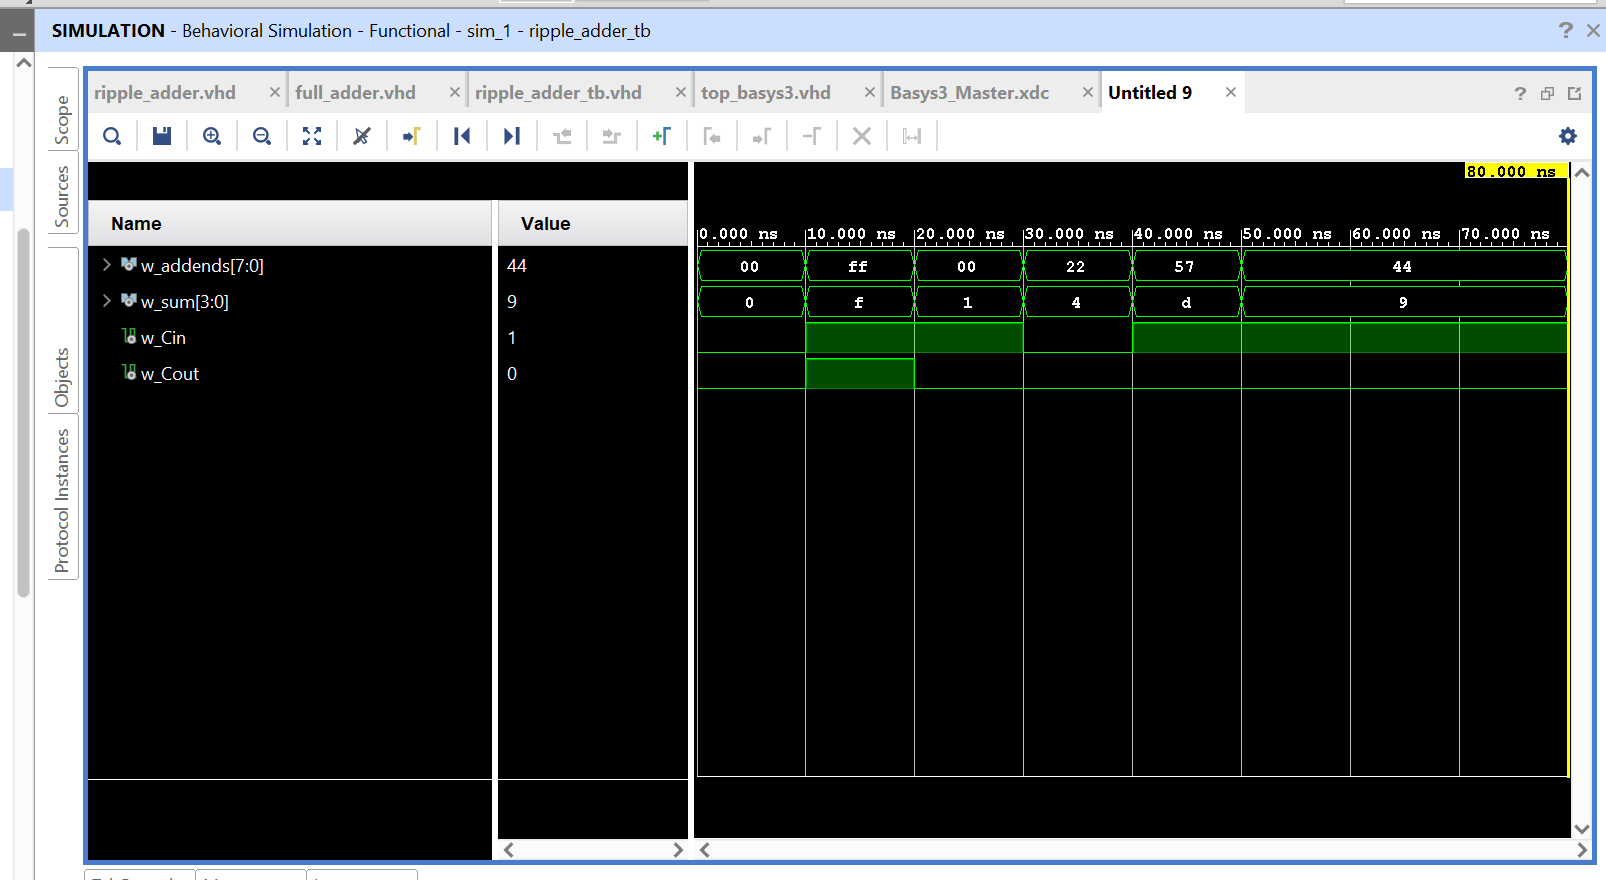 SIMULATION - Behavioral Simulation - Functional - sim_1 - ripple_adder_tb
ripple_adder.vhd
full_adder.vhd
ripple_adder_tb.vhd
top_basys3.vhd
Basys3_Master.xdc
Untitled 9
Scope
Sources
Objects
Protocol Instances
80.000 ns
Name Value
0.000 ns 10.000 ns 20.000 ns 30.000 ns 40.000 ns 50.000 ns 60.000 ns 70.000 ns
w_addends[7:0] 44 00 ff 00 22 57 44
w_sum[3:0] 9 0 f 1 4 d 9
w_Cin 1
w_Cout 0